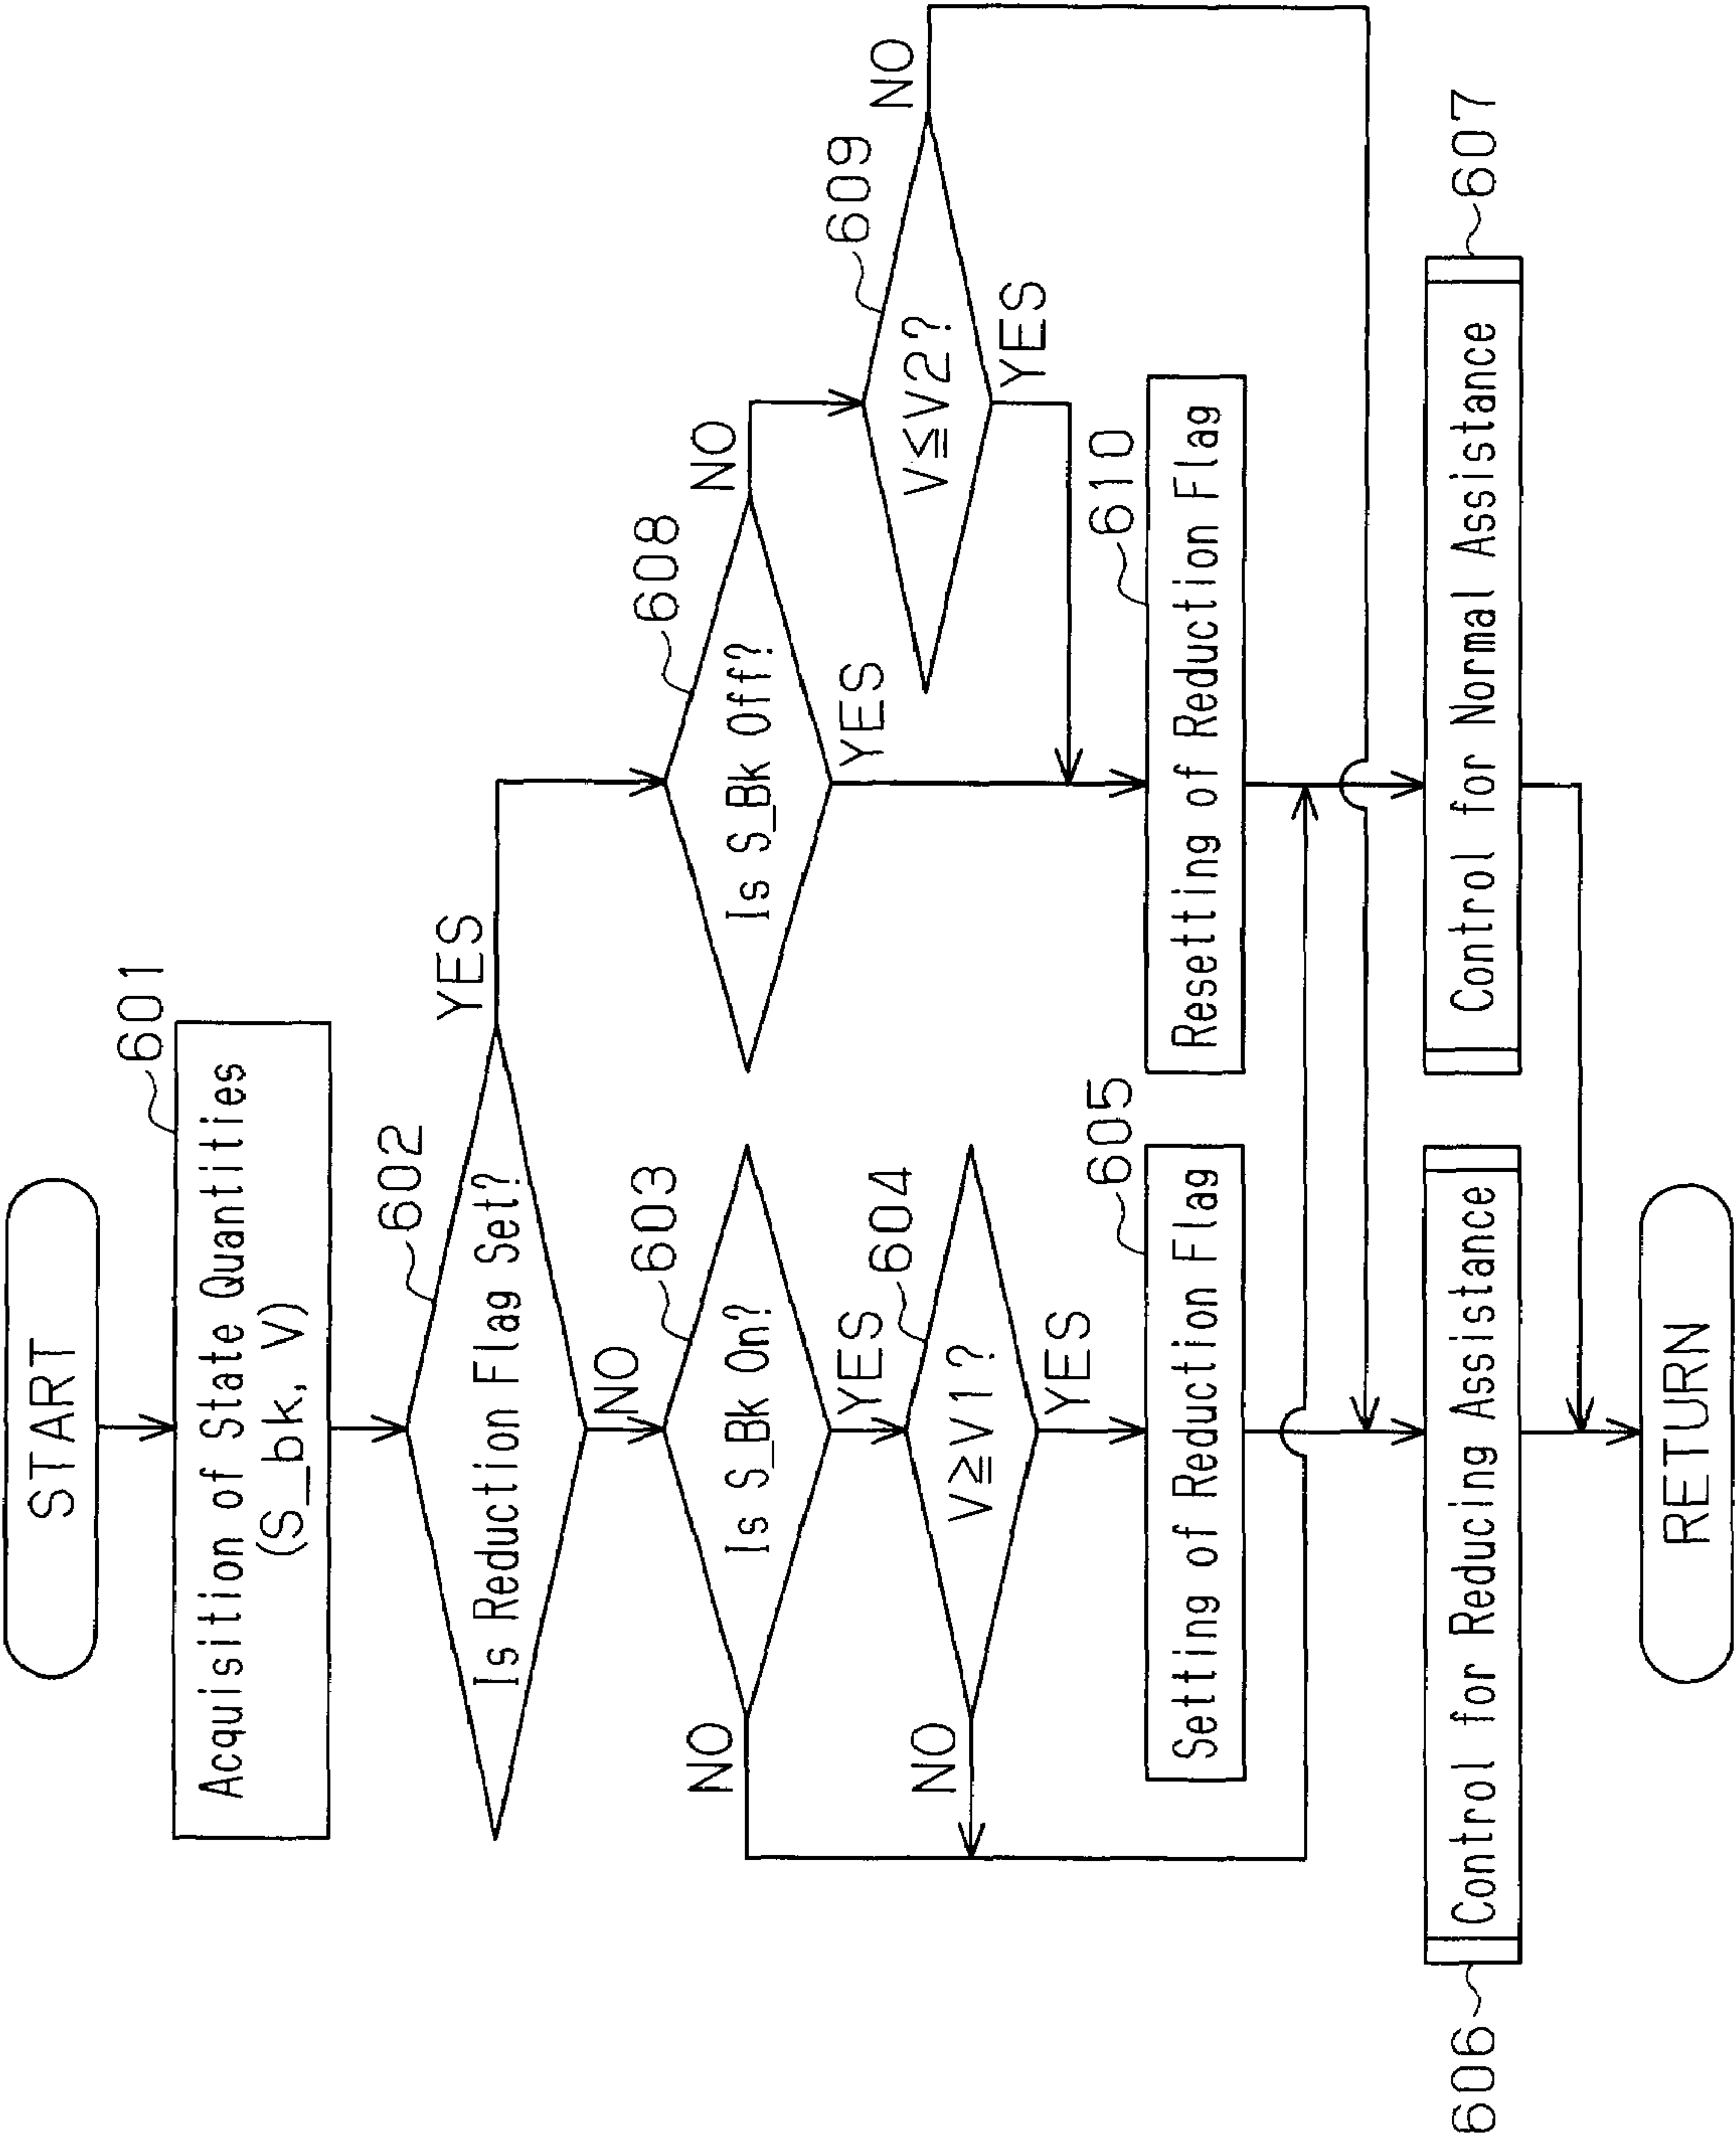 START
601
Acquisition of State Quantities
(S_bk, V)
602
Is Reduction Flag Set?
YES
NO
603
Is S_Bk On?
NO
YES
604
V≧V1?
NO
YES
605
Setting of Reduction Flag
608
Is S_Bk Off?
NO
YES
609
V≦V2?
NO
YES
610
Resetting of Reduction Flag
606
Control for Reducing Assistance
607
Control for Normal Assistance
RETURN